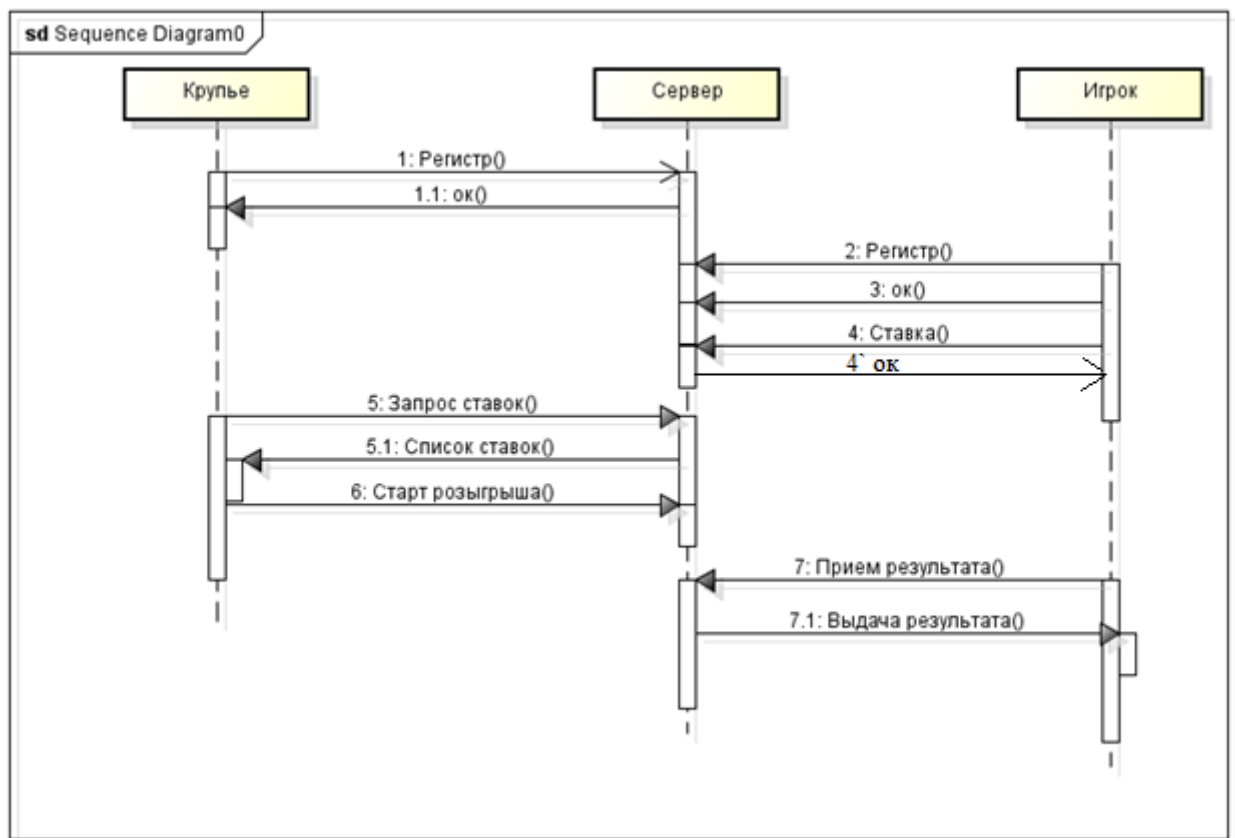 sd Sequence Diagram0
Крупье
Сервер
Игрок
1: Регистр()
1.1: ок()
2: Регистр()
3: ок()
4: Ставка()
4` ок
5: Запрос ставок()
5.1: Список ставок()
6: Старт розыгрыша()
7: Прием результата()
7.1: Выдача результата()